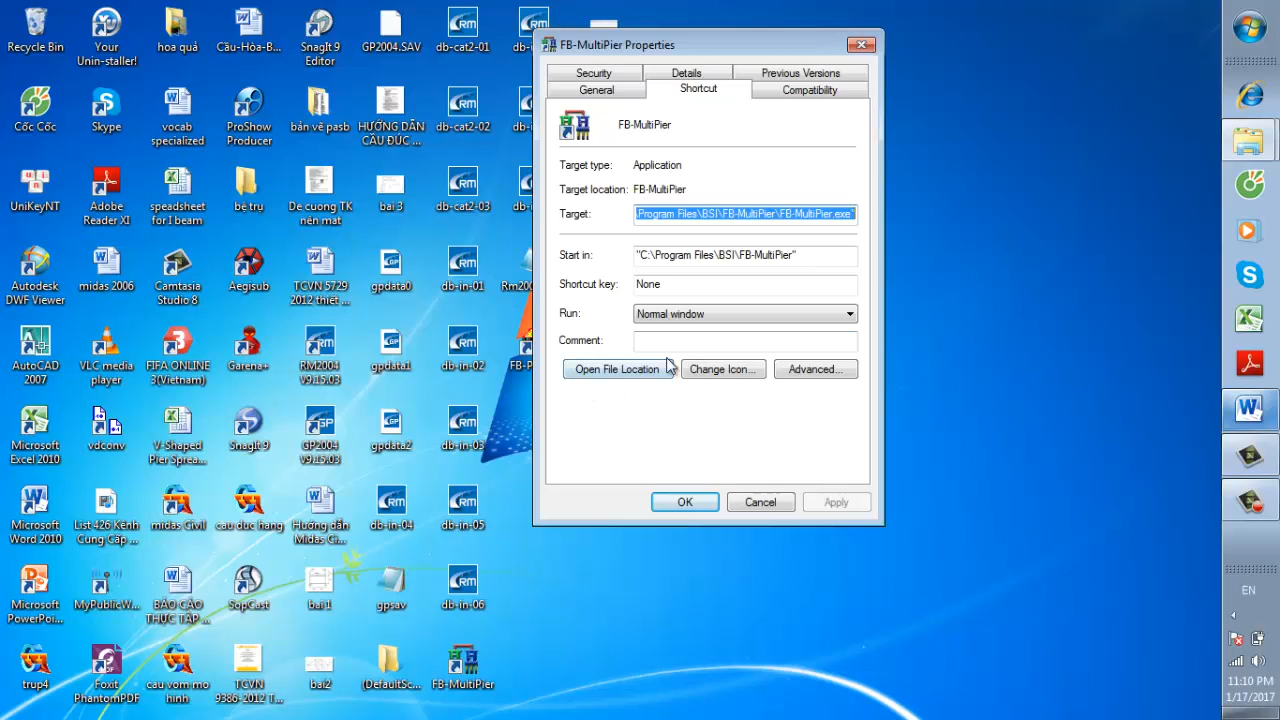 Recycle Bin
Your
Unin-staller!
hoa quả
Cầu-Hòa-B...
SnagIt 9
Editor
GP2004.SAV
db-cat2-01
Cốc Cốc
Skype
vocab
specialized
ProShow
Producer
bản vẽ pasb
HƯỚNG DẪN
CẦU ĐÚC ...
db-cat2-02
UniKeyNT
Adobe
Reader XI
speadsheet
for I beam
bệ trụ
De cuong TK
nen mat
bai 3
db-cat2-03
Autodesk
DWF Viewer
midas 2006
Camtasia
Studio 8
Aegisub
TCVN 5729
2012 thiet ...
gpdata0
db-in-01
AutoCAD
2007
VLC media
player
FIFA ONLINE
3(Vietnam)
Garena+
RM2004
V9.15.03
gpdata1
db-in-02
Microsoft
Excel 2010
vdconv
V-Shaped
Pier Sprea...
SnagIt 9
GP2004
V9.15.03
gpdata2
db-in-03
Microsoft
Word 2010
List 426 Kênh
Cung Cấp ...
midas Civil
cau duc hang
Hướng dẫn
Midas Ci...
db-in-04
db-in-05
Microsoft
PowerPoi...
MyPublicW...
BÁO CÁO
THỰC TẬP ...
SopCast
bai 1
gpsav
db-in-06
trup4
Foxit
PhantomPDF
cau vom mo
hinh
TCVN
9386-2012 T...
bai2
(DefaultSc...
FB-MultiPier
FB-MultiPier Properties
Security
Details
Previous Versions
General
Shortcut
Compatibility
FB-MultiPier
Target type: Application
Target location: FB-MultiPier
Target: \Program Files\BSI\FB-MultiPier\FB-MultiPier.exe"
Start in: "C:\Program Files\BSI\FB-MultiPier"
Shortcut key: None
Run: Normal window
Comment:
Open File Location
Change Icon...
Advanced...
OK
Cancel
Apply
EN
11:10 PM
1/17/2017